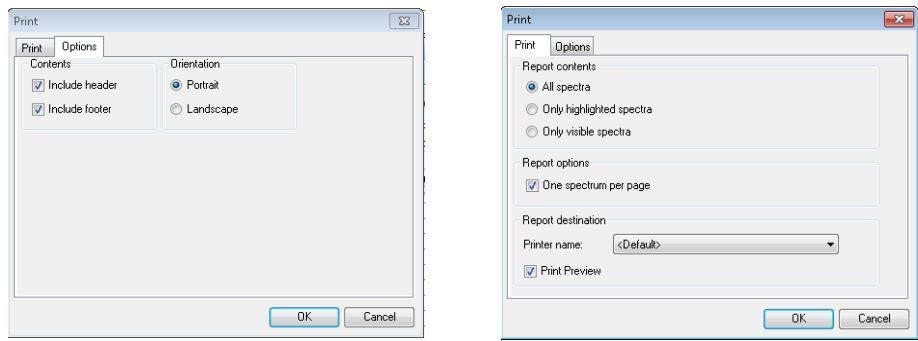 Print
Print Options
Contents
Include header
Include footer
Orientation
Portrait
Landscape
OK Cancel
Print
Print Options
Report contents
All spectra
Only highlighted spectra
Only visible spectra
Report options
One spectrum per page
Report destination
Printer name: <Default>
Print Preview
OK Cancel